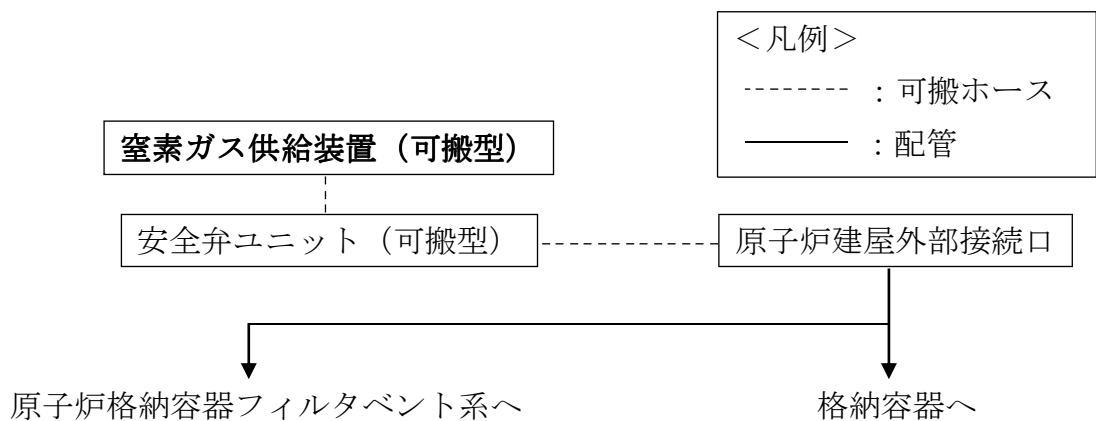 ＜凡例＞
：可搬ホース
：配管
窒素ガス供給装置（可搬型）
安全弁ユニット（可搬型）
原子炉建屋外部接続口
原子炉格納容器フィルタベント系へ
格納容器へ